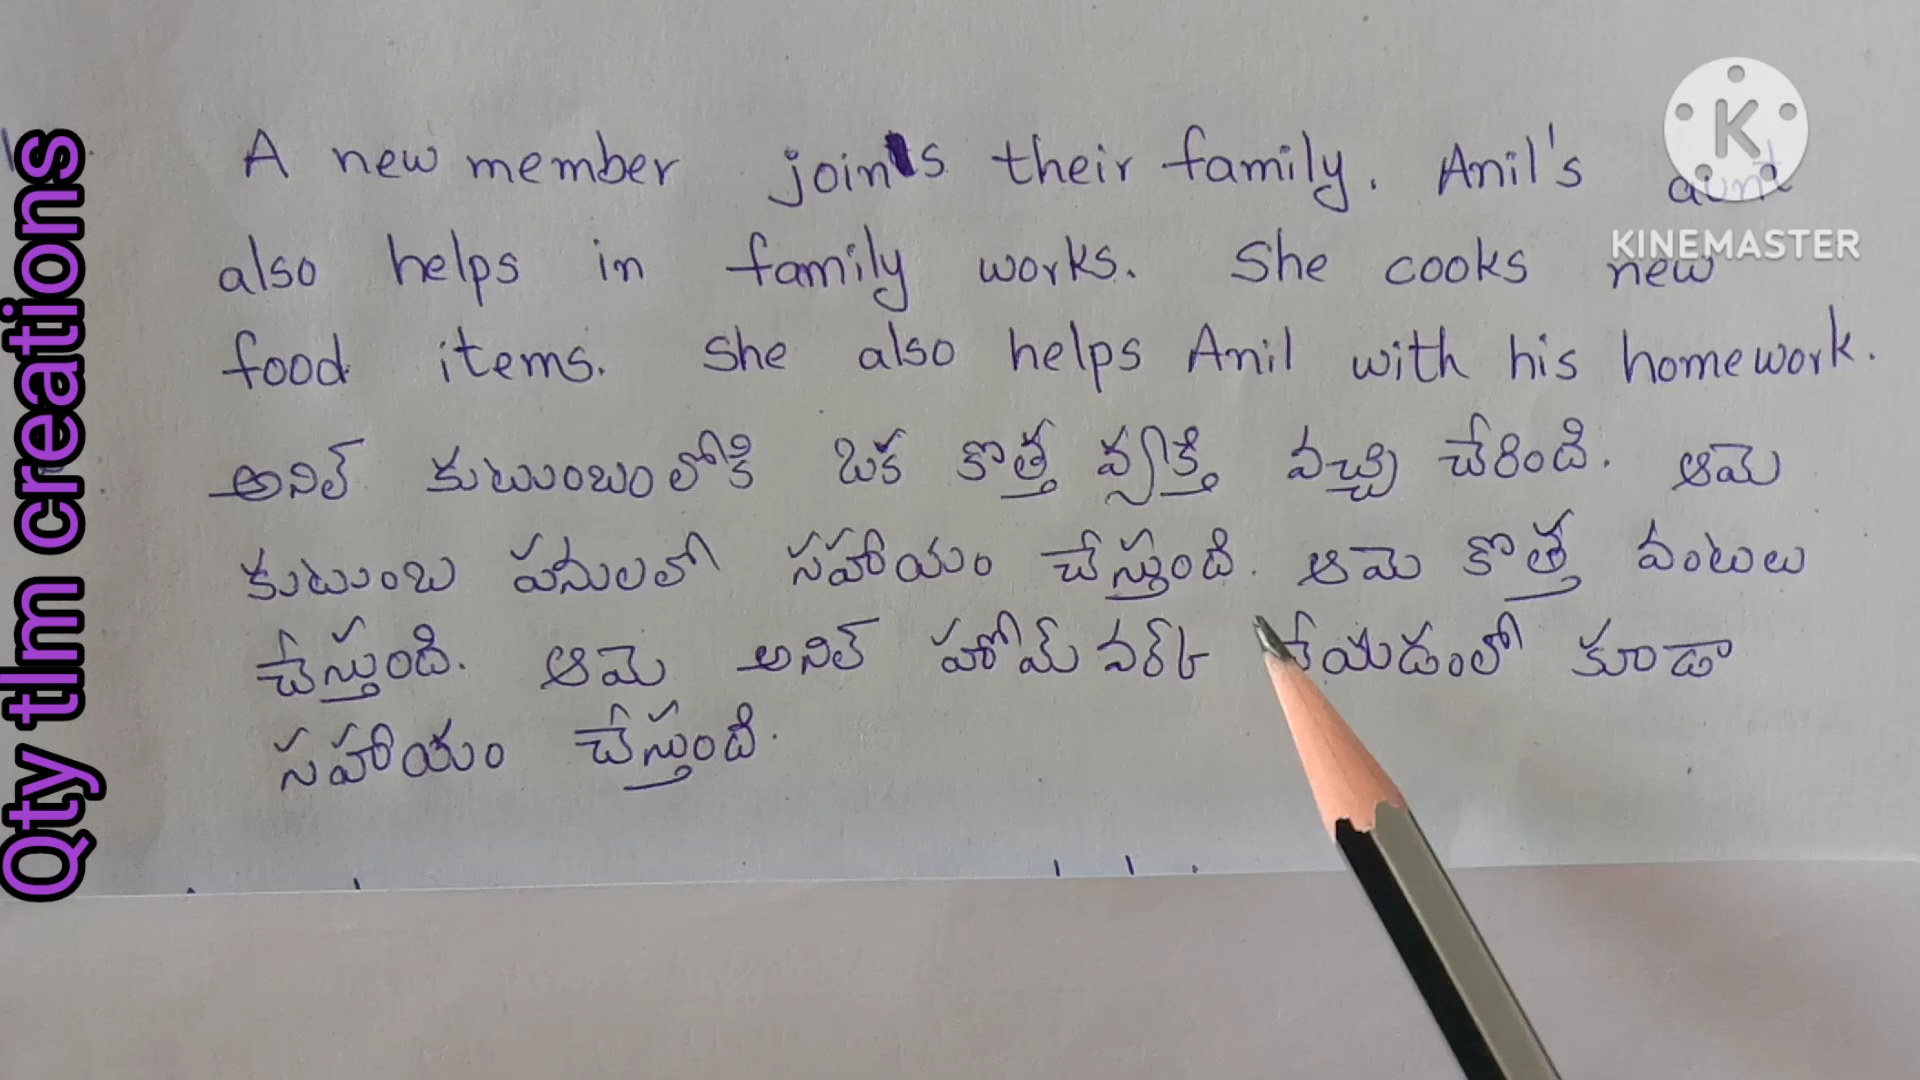 Qty tlm creations
KINEMASTER
A new member joins their family. Anil's aunt
also helps in family works. She cooks new
food items. She also helps Anil with his homework.
అనిల్ కుటుంబంలోకి ఒక కొత్త వ్యక్తి వచ్చి చేరింది. ఆమె
కుటుంబ పనులలో సహాయం చేస్తుంది. ఆమె కొత్త వంటలు
చేస్తుంది. ఆమె అనిల్ హోమ్ వర్క్ చేయడంలో కూడా
సహాయం చేస్తుంది.